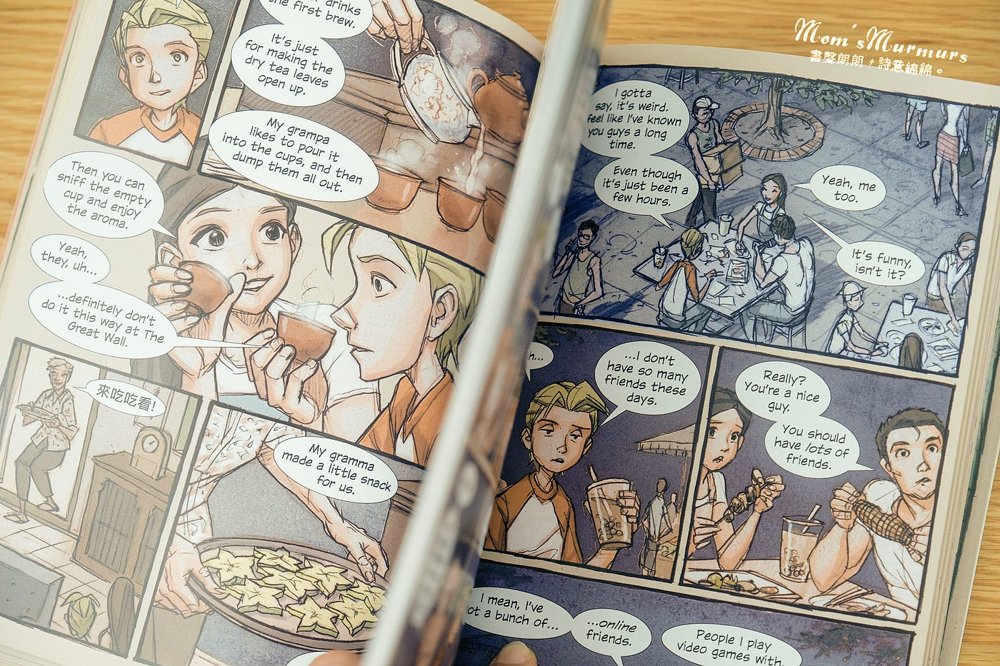 drinks
the first brew.
It's just
for making the
dry tea leaves
open up.
My grampa
likes to pour it
into the cups, and then
dump them all out.
Then you can
sniff the empty
cup and enjoy
the aroma.
Yeah,
they, uh...
...definitely don't
do it this way at The
Great Wall.
來吃吃看!
My gramma
made a little snack
for us.
Mom'sMurmurs
書聲朗朗，詩意綿綿。
I gotta
say, it's weird.
feel like I've known
you guys a long
time.
Even though
it's just been a
few hours.
Yeah, me
too.
It's funny,
isn't it?
...I don't
have so many
friends these
days.
Really?
You're a nice
guy.
You should
have lots of
friends.
I mean, I've
a bunch of...
...online
friends.
People I play
video games with.